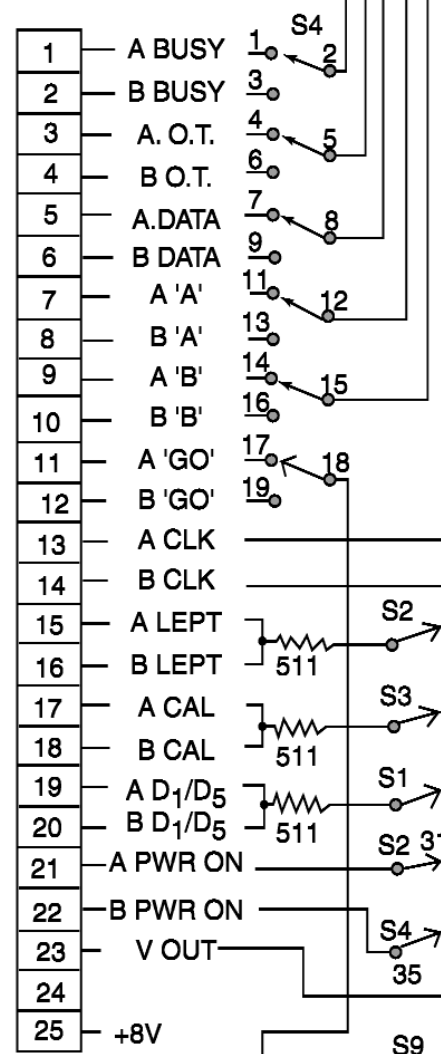 S4
1 A BUSY 1 2
2 B BUSY 3
3 A. O.T. 4 5
4 B O.T. 6
5 A.DATA 7 8
6 B DATA 9
7 A 'A' 11 12
8 B 'A' 13
9 A 'B' 14 15
10 B 'B' 16
11 A 'GO' 17 18
12 B 'GO' 19
13 A CLK
14 B CLK
15 A LEPT S2
16 B LEPT 511
17 A CAL S3
18 B CAL 511
19 A D1/D5 S1
20 B D1/D5 511
21 A PWR ON S2
22 B PWR ON S4
23 V OUT 35
24
25 +8V S9